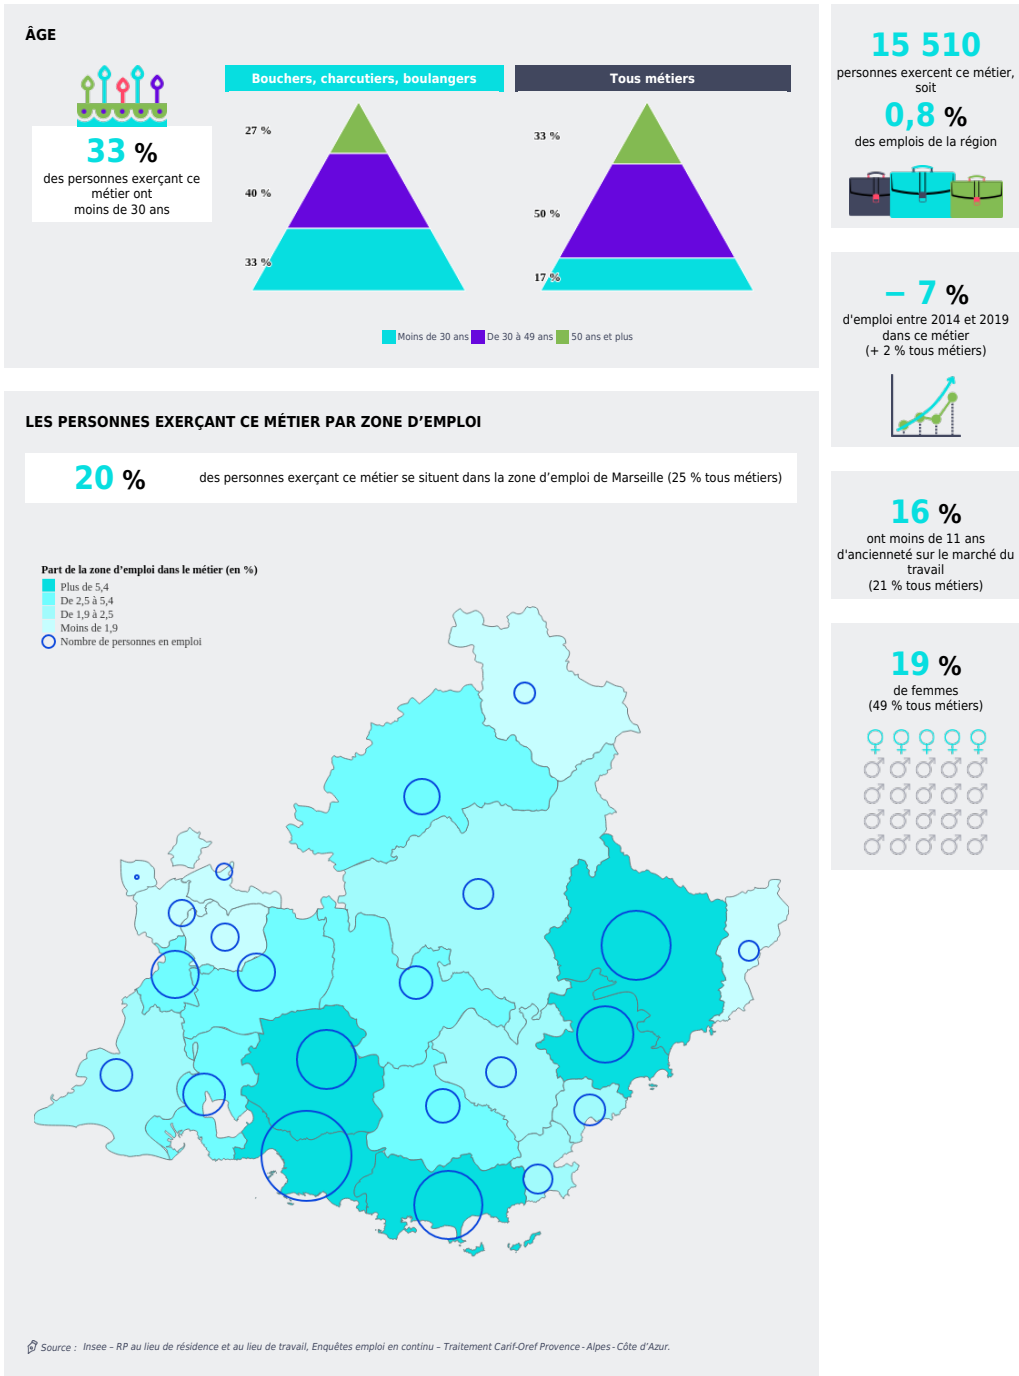 ÂGE
33 %
des personnes exerçant ce
métier ont
moins de 30 ans
Bouchers, charcutiers, boulangers
27 %
40 %
33 %
Tous métiers
33 %
50 %
17 %
Moins de 30 ans De 30 à 49 ans 50 ans et plus
15 510
personnes exercent ce métier,
soit
0,8 %
des emplois de la région
− 7 %
d'emploi entre 2014 et 2019
dans ce métier
(+ 2 % tous métiers)
16 %
ont moins de 11 ans
d'ancienneté sur le marché du
travail
(21 % tous métiers)
19 %
de femmes
(49 % tous métiers)
LES PERSONNES EXERÇANT CE MÉTIER PAR ZONE D’EMPLOI
20 %
des personnes exerçant ce métier se situent dans la zone d’emploi de Marseille (25 % tous métiers)
Part de la zone d’emploi dans le métier (en %)
Plus de 5,4
De 2,5 à 5,4
De 1,9 à 2,5
Moins de 1,9
Nombre de personnes en emploi
Source : Insee – RP au lieu de résidence et au lieu de travail, Enquêtes emploi en continu – Traitement Carif-Oref Provence - Alpes - Côte d'Azur.